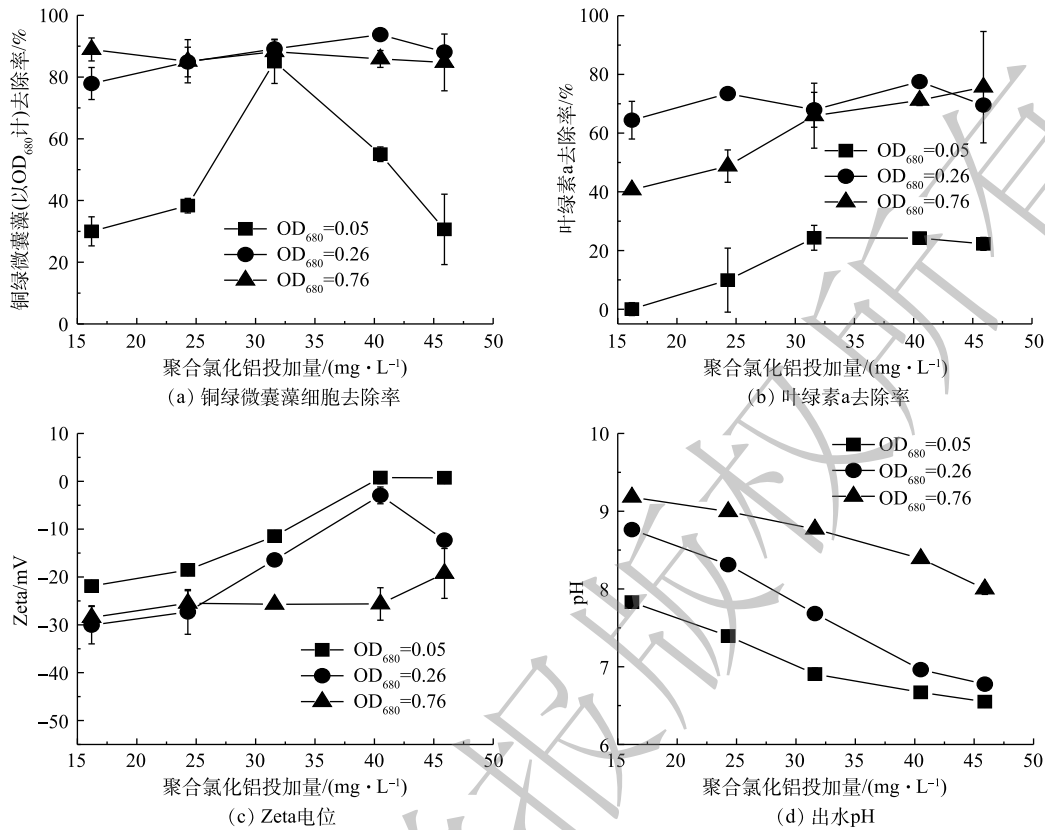 铜绿微囊藻(以OD680计)去除率/%
100
80
60
40
20
0
OD680=0.05
OD680=0.26
OD680=0.76
15 20 25 30 35 40 45 50
聚合氯化铝投加量/(mg·L−1)
(a) 铜绿微囊藻细胞去除率
叶绿素a去除率/%
100
80
60
40
20
0
OD680=0.05
OD680=0.26
OD680=0.76
15 20 25 30 35 40 45 50
聚合氯化铝投加量/(mg·L−1)
(b) 叶绿素a去除率
Zeta/mV
10
0
−10
−20
−30
−40
−50
OD680=0.05
OD680=0.26
OD680=0.76
15 20 25 30 35 40 45 50
聚合氯化铝投加量/(mg·L−1)
(c) Zeta电位
pH
10
9
8
7
6
OD680=0.05
OD680=0.26
OD680=0.76
15 20 25 30 35 40 45 50
聚合氯化铝投加量/(mg·L−1)
(d) 出水pH
报版权所有